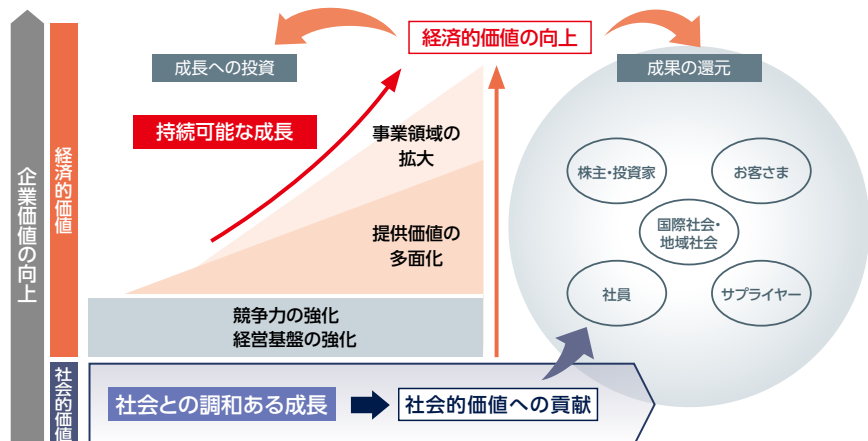 企業価値の向上
経済的価値
社会的価値
経済的価値の向上
成長への投資
成果の還元
持続可能な成長
事業領域の
拡大
提供価値の
多面化
競争力の強化
経営基盤の強化
株主・投資家
お客さま
国際社会・
地域社会
社員
サプライヤー
社会との調和ある成長
社会的価値への貢献